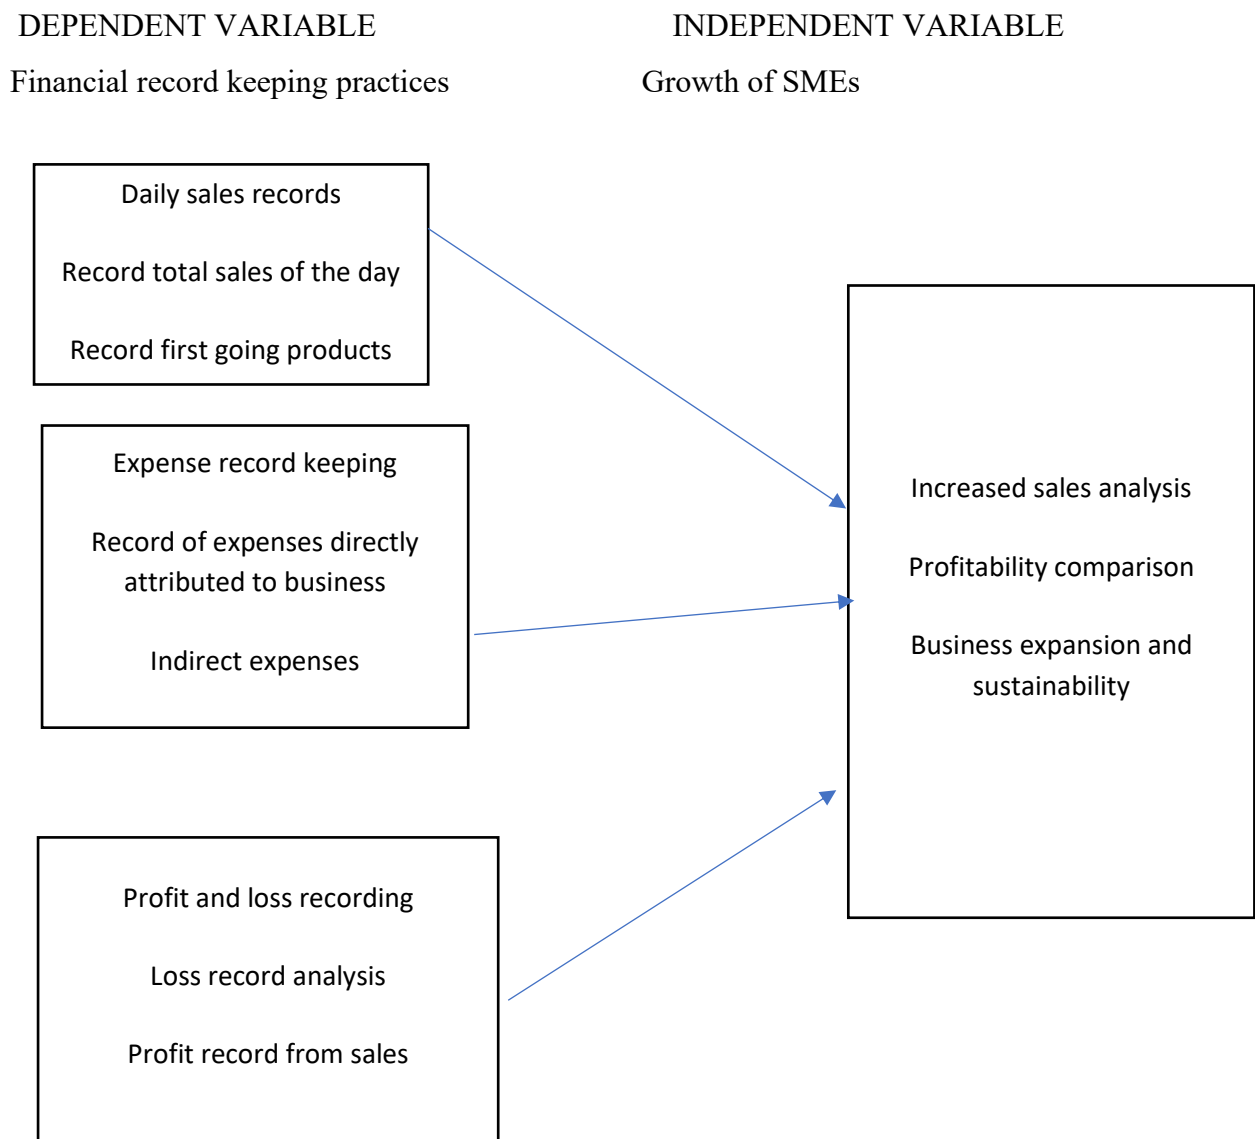 DEPENDENT VARIABLE
INDEPENDENT VARIABLE
Financial record keeping practices
Growth of SMEs
Daily sales records
Record total sales of the day
Record first going products
Expense record keeping
Record of expenses directly
attributed to business
Indirect expenses
Profit and loss recording
Loss record analysis
Profit record from sales
Increased sales analysis
Profitability comparison
Business expansion and
sustainability